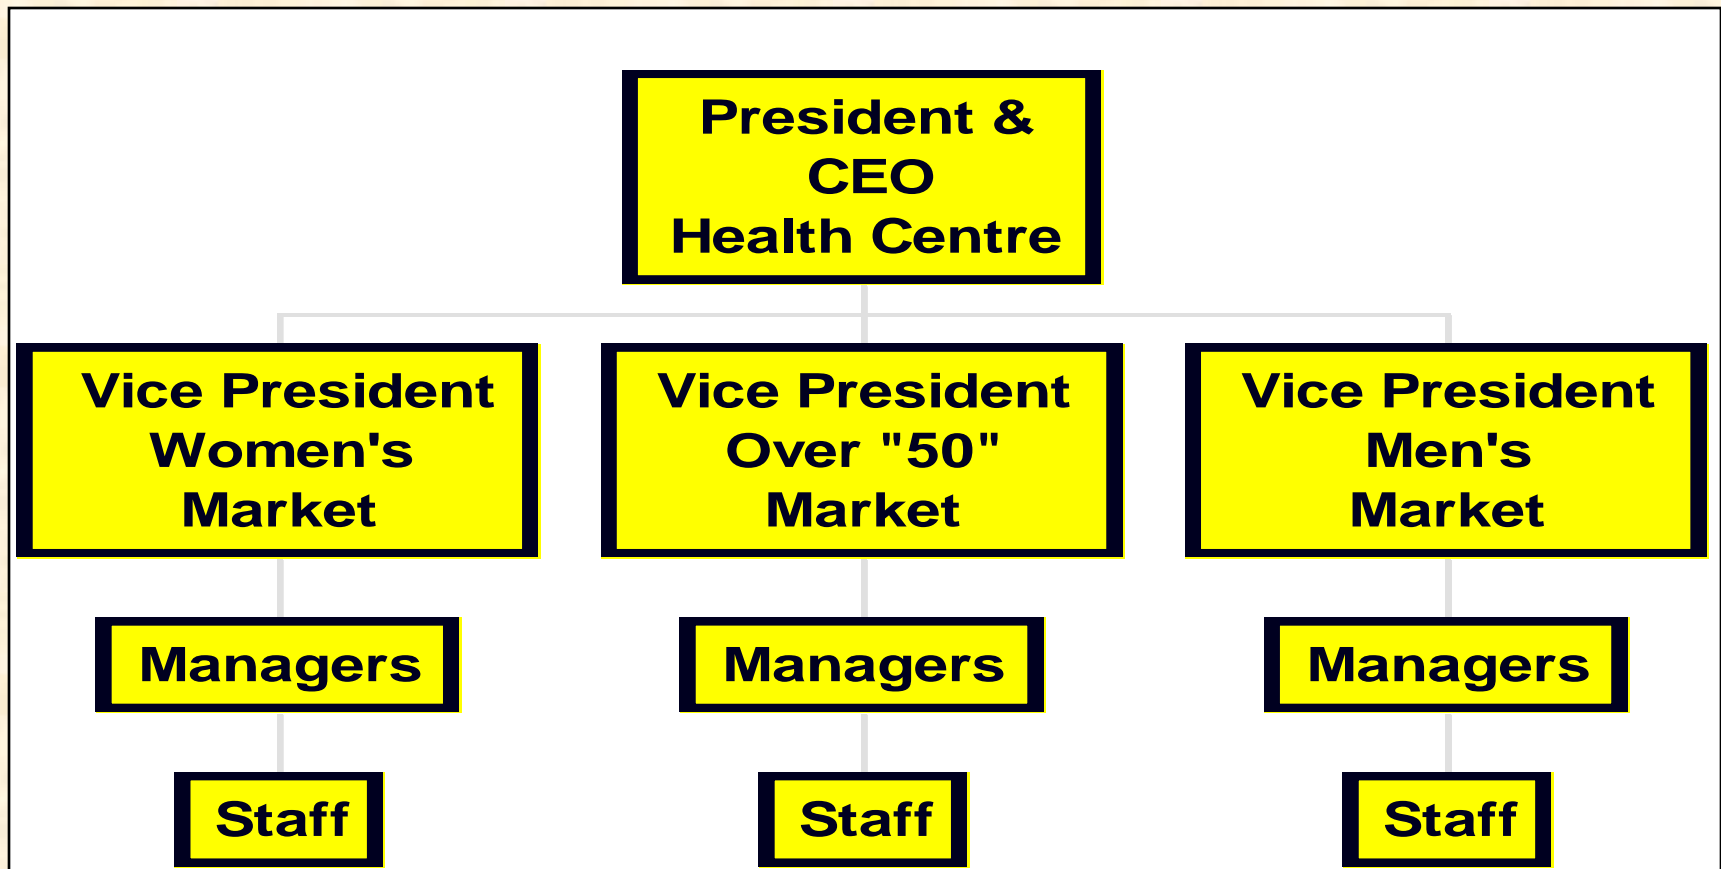 President &
CEO
Health Centre
Vice President
Women's
Market
Vice President
Over "50"
Market
Vice President
Men's
Market
Managers
Managers
Managers
Staff
Staff
Staff